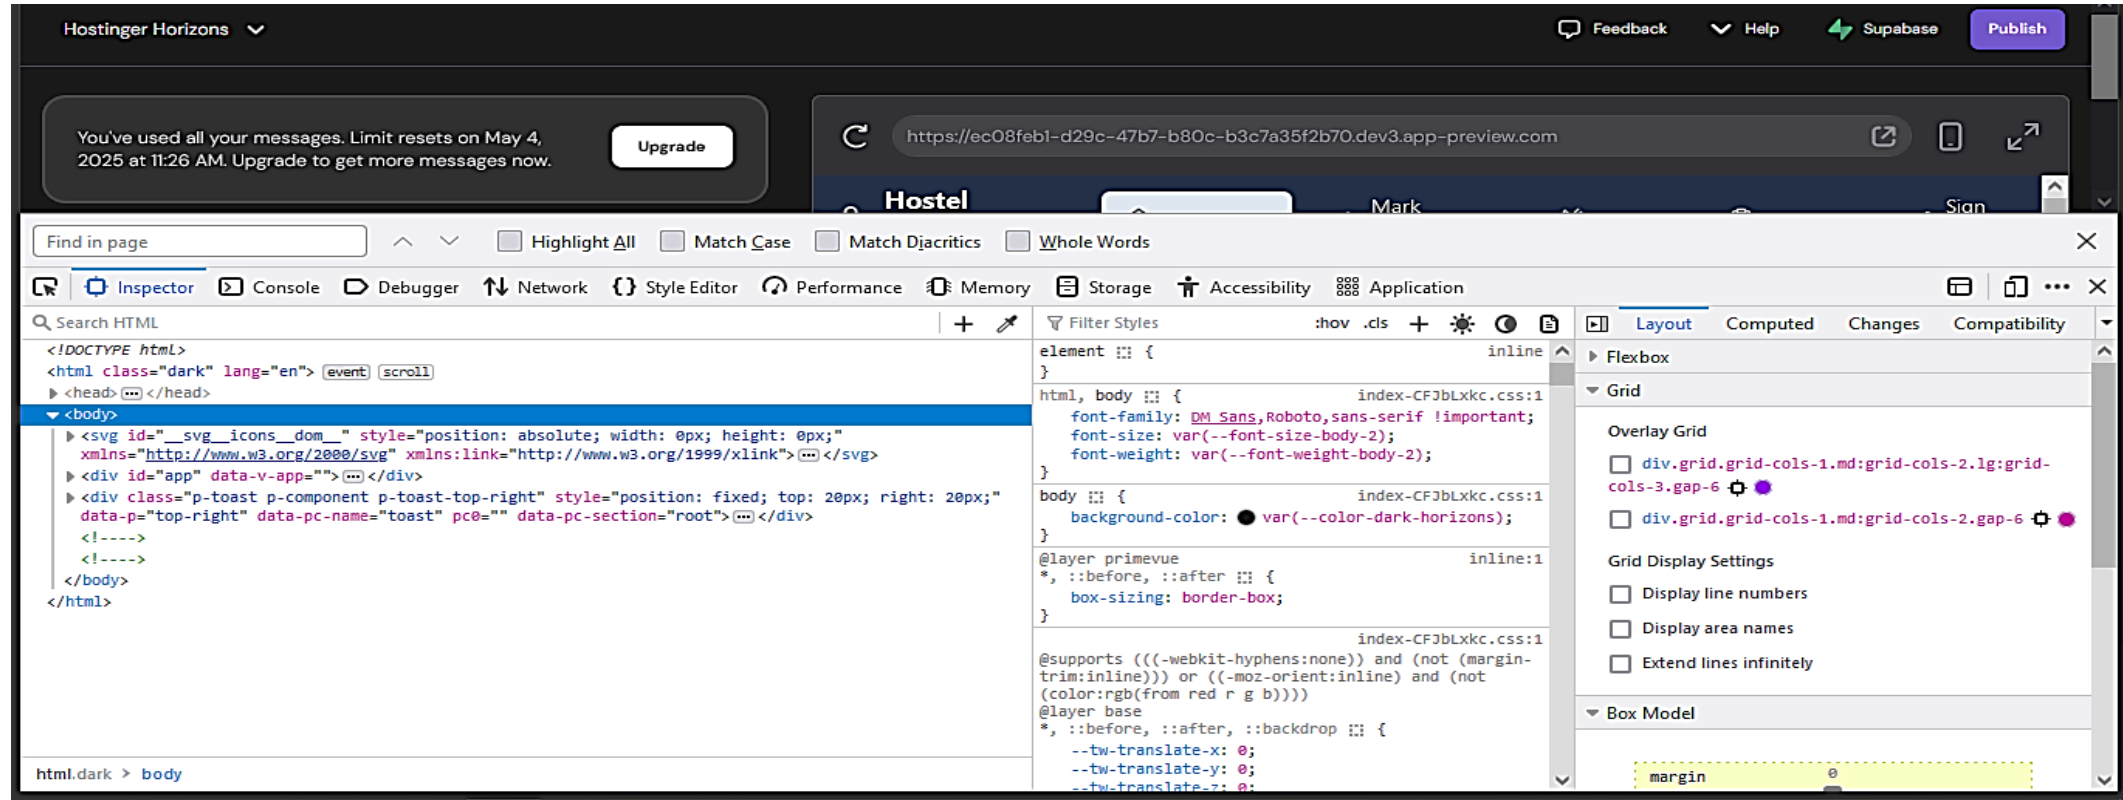 Hostinger Horizons
Feedback Help Supabase Publish
You've used all your messages. Limit resets on May 4,
2025 at 11:26 AM. Upgrade to get more messages now.
Upgrade
https://ec08feb1-d29c-47b7-b80c-b3c7a35f2b70.dev3.app-preview.com
Hostel
Mark
Sign
Find in page Highlight All Match Case Match Diacritics Whole Words
Inspector Console Debugger Network Style Editor Performance Memory Storage Accessibility Application
Search HTML
<!DOCTYPE html>
<html class="dark" lang="en"> event scroll
<head> ••• </head>
<body>
<svg id="__svg__icons__dom__" style="position: absolute; width: 0px; height: 0px;"
xmlns="http://www.w3.org/2000/svg" xmlns:link="http://www.w3.org/1999/xlink"> ••• </svg>
<div id="app" data-v-app=""> ••• </div>
<div class="p-toast p-component p-toast-top-right" style="position: fixed; top: 20px; right: 20px;"
data-p="top-right" data-pc-name="toast" pc0="" data-pc-section="root"> ••• </div>
<!---->
<!---->
</body>
</html>
html.dark > body
Filter Styles :hov .cls
element { inline
}
html, body { index-CFJbLxkc.css:1
font-family: DM Sans,Roboto,sans-serif !important;
font-size: var(--font-size-body-2);
font-weight: var(--font-weight-body-2);
}
body { index-CFJbLxkc.css:1
background-color: var(--color-dark-horizons);
}
@layer primevue inline:1
*, ::before, ::after {
box-sizing: border-box;
}
index-CFJbLxkc.css:1
@supports (((-webkit-hyphens:none)) and (not (margin-
trim:inline))) or ((-moz-orient:inline) and (not
(color:rgb(from red r g b))))
@layer base
*, ::before, ::after, ::backdrop {
--tw-translate-x: 0;
--tw-translate-y: 0;
--tw-translate-z: 0;
Layout Computed Changes Compatibility
Flexbox
Grid
Overlay Grid
div.grid.grid-cols-1.md:grid-cols-2.lg:grid-
cols-3.gap-6
div.grid.grid-cols-1.md:grid-cols-2.gap-6
Grid Display Settings
Display line numbers
Display area names
Extend lines infinitely
Box Model
margin 0